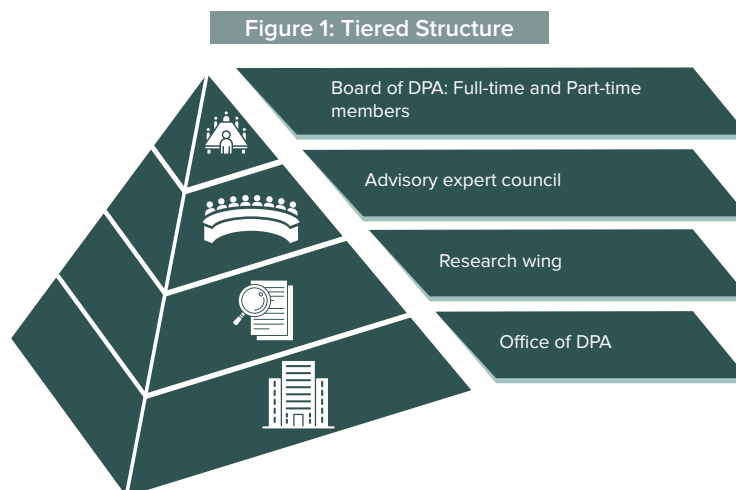 Figure 1: Tiered Structure
Board of DPA: Full-time and Part-time
members
Advisory expert council
Research wing
Office of DPA